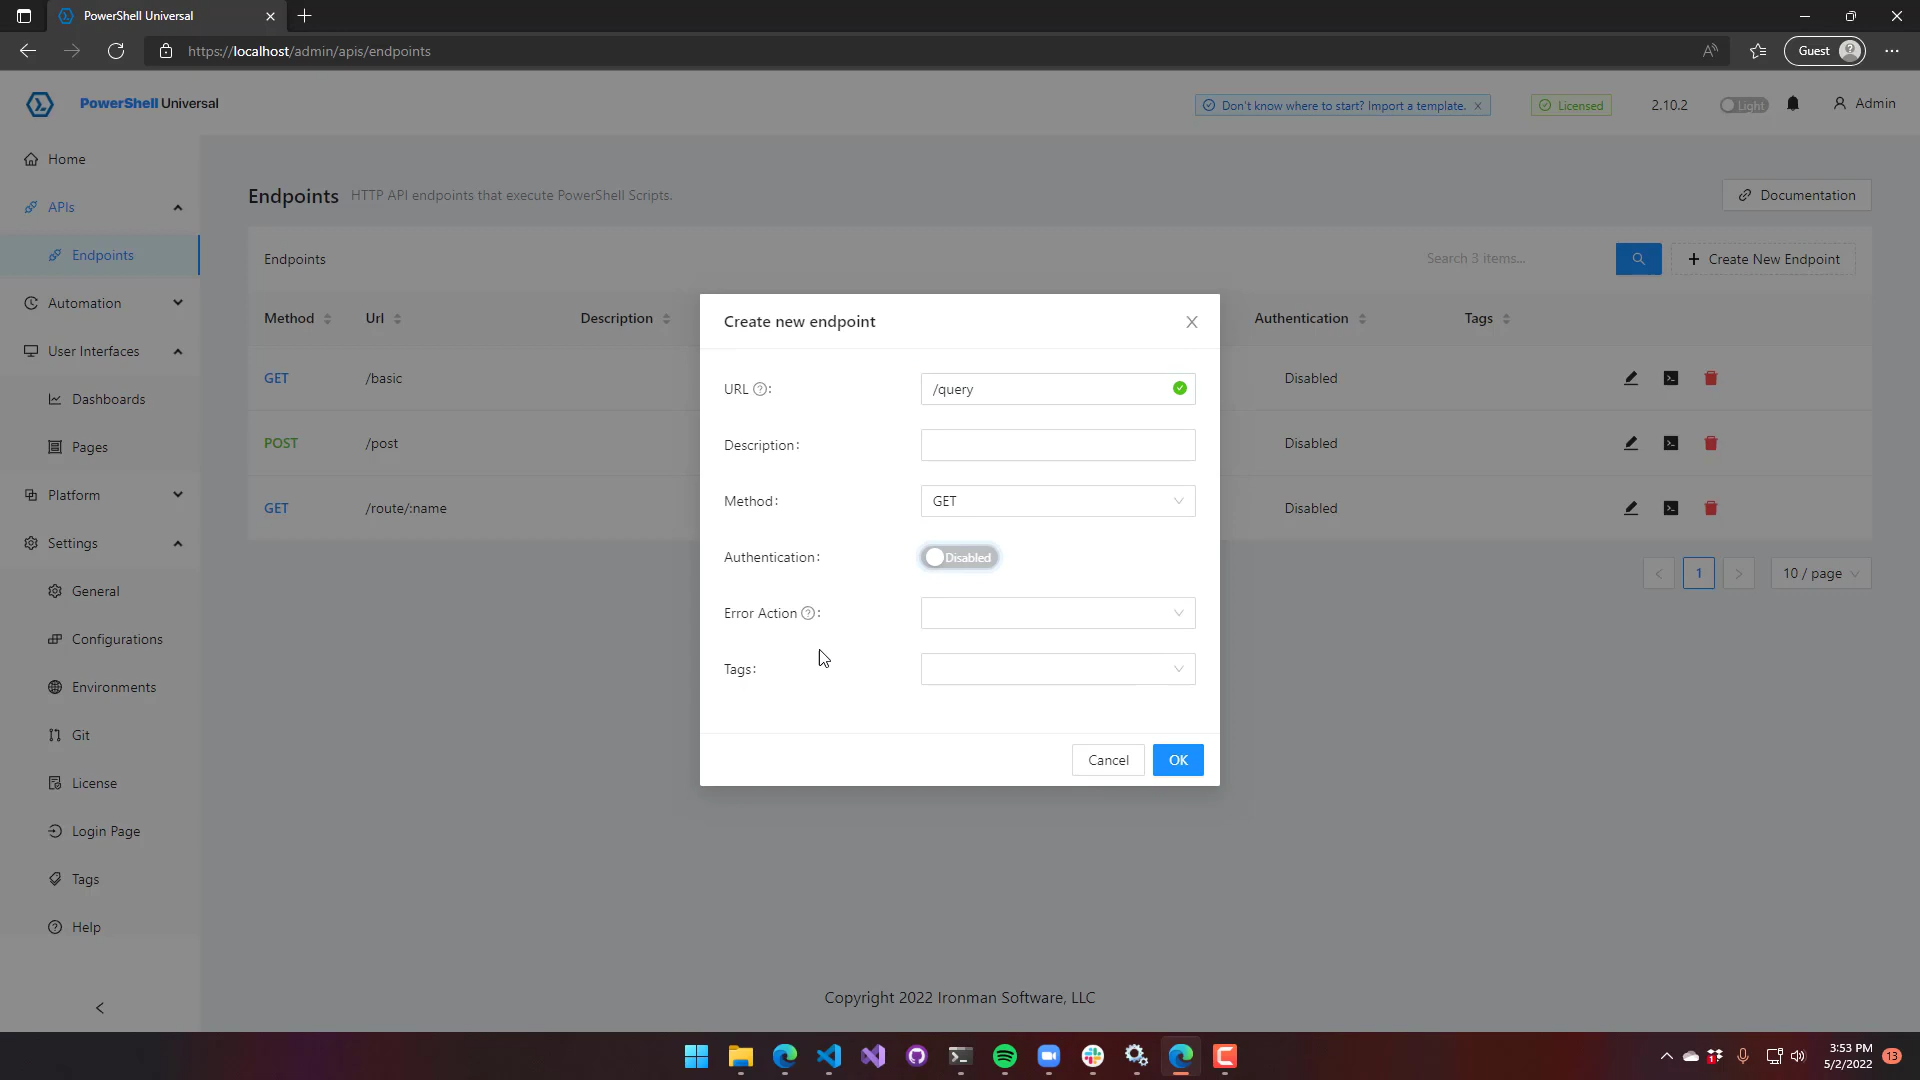 PowerShell Universal
https://localhost/admin/apis/endpoints
Guest
PowerShell Universal
Don't know where to start? Import a template.
Licensed
2.10.2
Light
Admin
Home
APIs
Endpoints
Automation
User Interfaces
Dashboards
Pages
Platform
Settings
General
Configurations
Environments
Git
License
Login Page
Tags
Help
Endpoints HTTP API endpoints that execute PowerShell Scripts.
Documentation
Endpoints
Search 3 items...
Create New Endpoint
Method Url Description Authentication Tags
GET /basic Disabled
POST /post Disabled
GET /route/:name Disabled
1
10 / page
Create new endpoint
URL :
/query
Description:
Method:
GET
Authentication:
Disabled
Error Action :
Tags:
Cancel
OK
Copyright 2022 Ironman Software, LLC
3:53 PM
5/2/2022
13